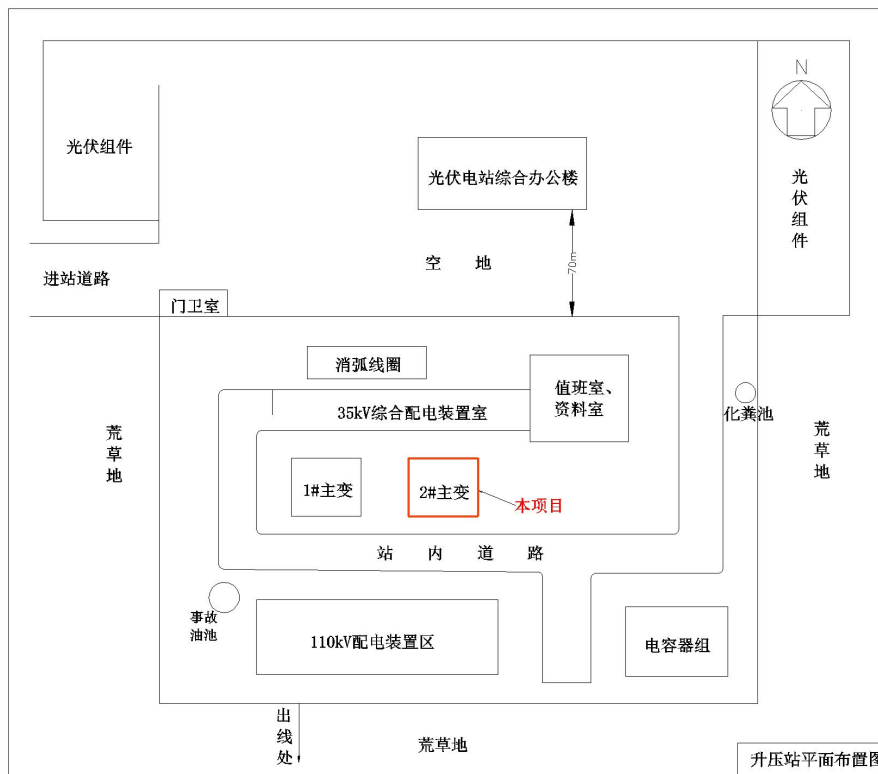 N
光伏组件
光伏电站综合办公楼
光伏组件
空 地
70m
进站道路
门卫室
消弧线圈
值班室、
资料室
35kV综合配电装置室
化粪池
荒草地
荒草地
1#主变
2#主变
本项目
站 内 道 路
事故
油池
110kV配电装置区
电容器组
出线处
荒草地
升压站平面布置图